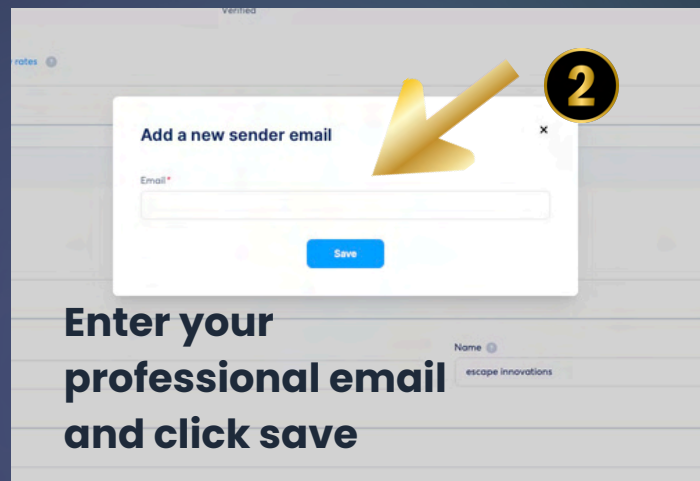 Verified
rates
2
Add a new sender email
×
Email*
Save
Enter your
professional email
and click save
Name
escape innovations